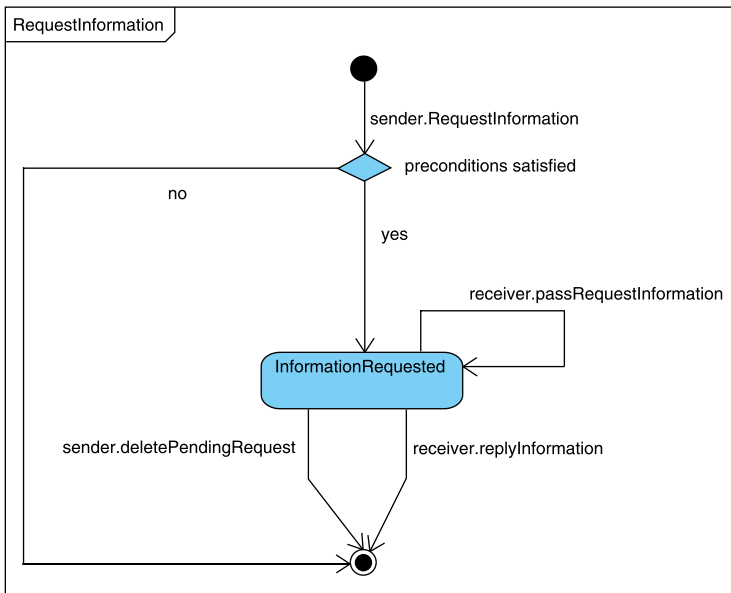 RequestInformation
sender.RequestInformation
preconditions satisfied
no
yes
receiver.passRequestInformation
InformationRequested
sender.deletePendingRequest
receiver.replyInformation